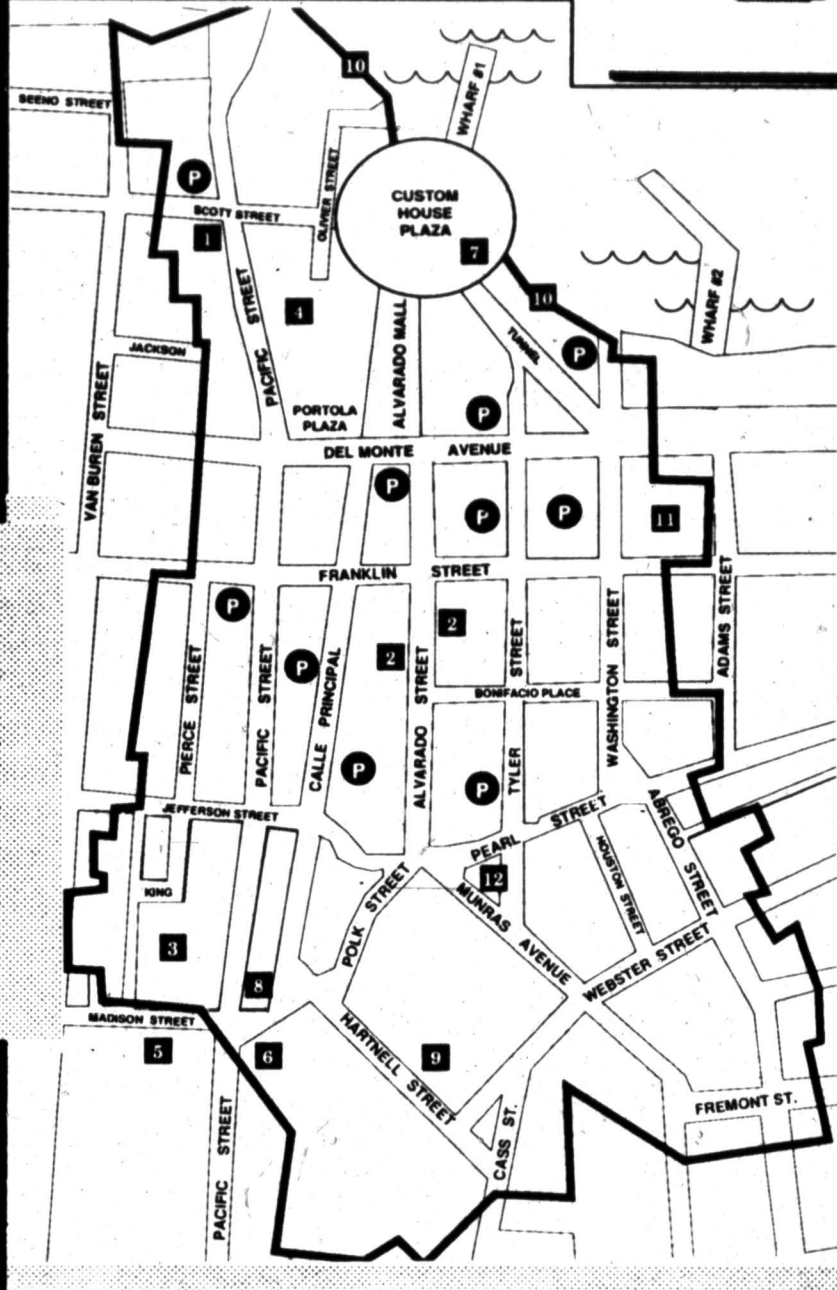 10
WHARF #1
SEENO STREET
P
CUSTOM
HOUSE
PLAZA
OLIVIER STREET
SCOTT STREET
1
7
10
WHARF #2
4
PACIFIC STREET
ALVARADO MALL
TUNNEL
P
JACKSON
VAN BUREN STREET
PORTOLA
PLAZA
P
DEL MONTE AVENUE
P
P
P
11
FRANKLIN STREET
P
2
2
P
PIERCE STREET
PACIFIC STREET
CALLE PRINCIPAL
ALVARADO STREET
TYLER STREET
WASHINGTON STREET
ADAMS STREET
BONIFACIO PLACE
P
P
JEFFERSON STREET
PEARL STREET
ABREGO STREET
HOUSTON STREET
12
KING
POLK STREET
MUNRAS AVENUE
WEBSTER STREET
3
8
MADISON STREET
5
6
HARTNELL STREET
9
CASS ST.
FREMONT ST.
PACIFIC STREET